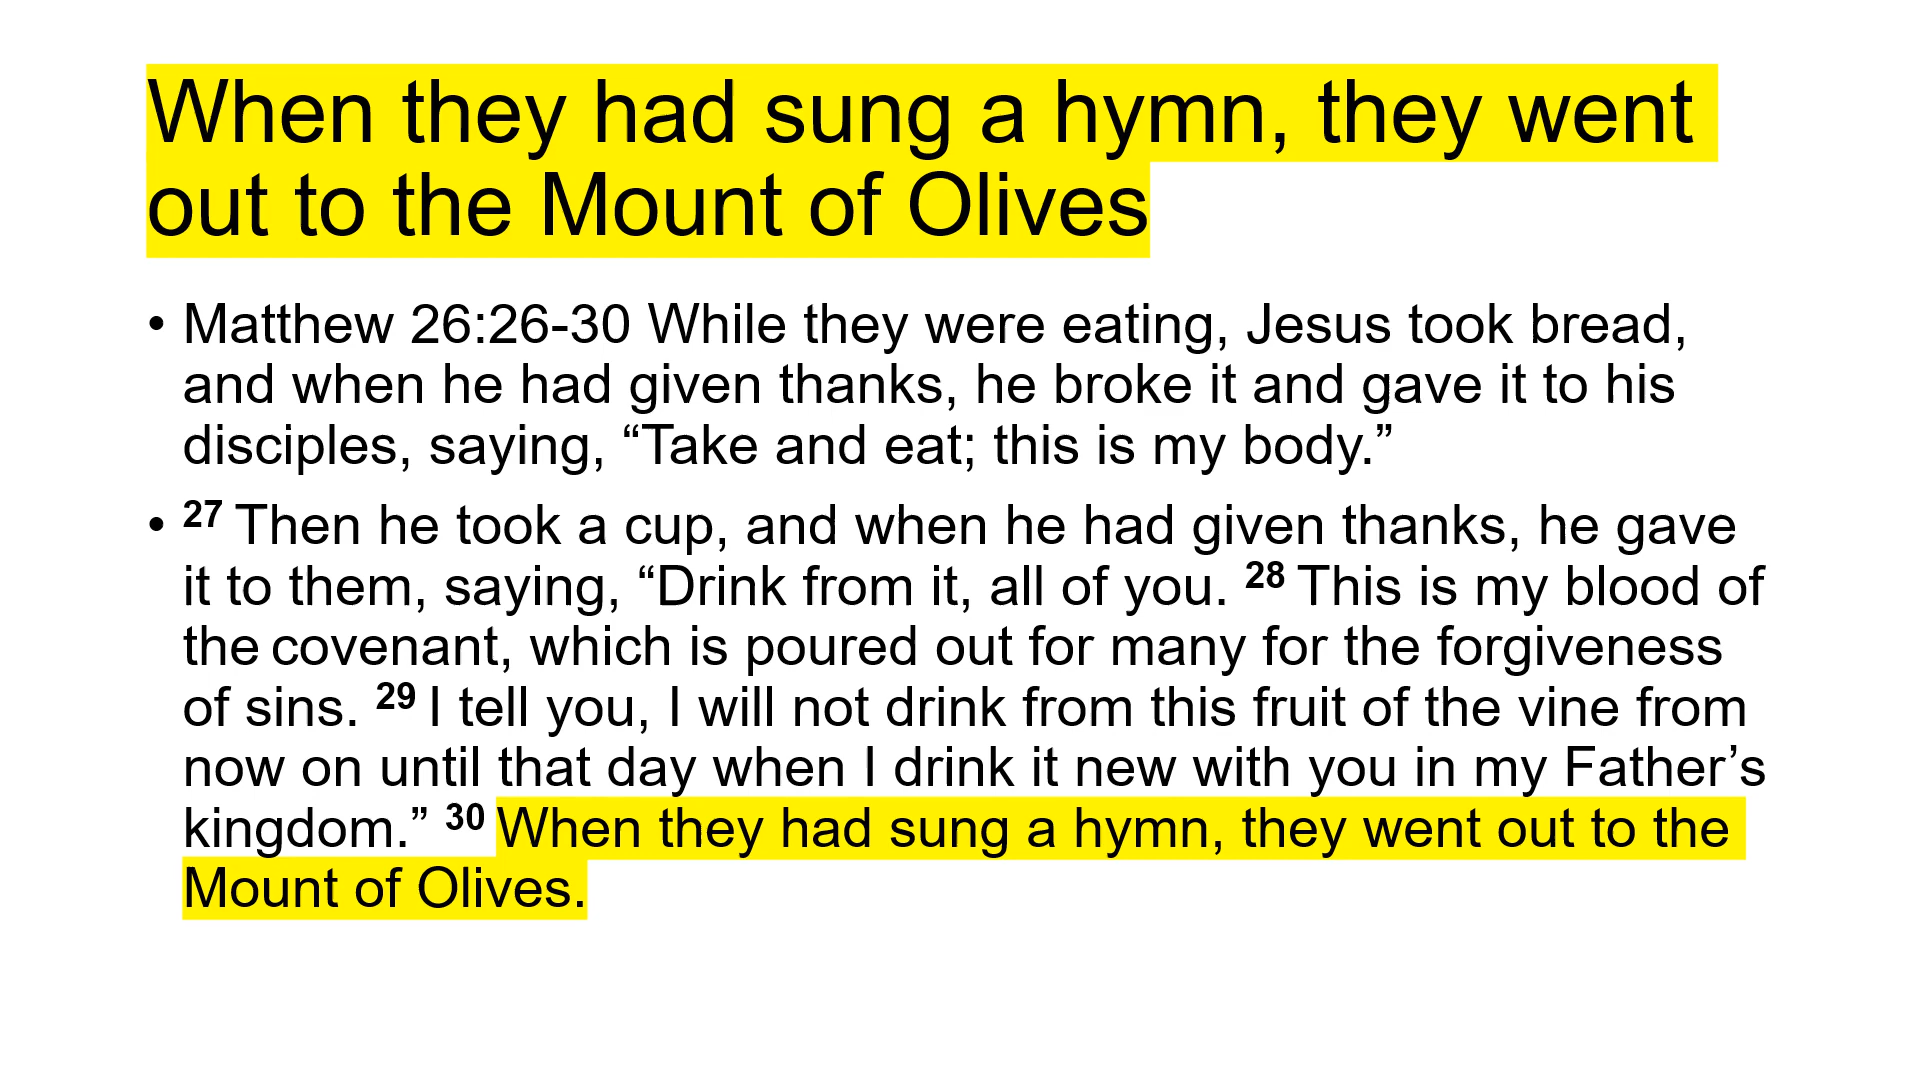 When they had sung a hymn, they went
out to the Mount of Olives
• Matthew 26:26-30 While they were eating, Jesus took bread,
and when he had given thanks, he broke it and gave it to his
disciples, saying, “Take and eat; this is my body.”
• 27 Then he took a cup, and when he had given thanks, he gave
it to them, saying, “Drink from it, all of you. 28 This is my blood of
the covenant, which is poured out for many for the forgiveness
of sins. 29 I tell you, I will not drink from this fruit of the vine from
now on until that day when I drink it new with you in my Father’s
kingdom.” 30 When they had sung a hymn, they went out to the
Mount of Olives.